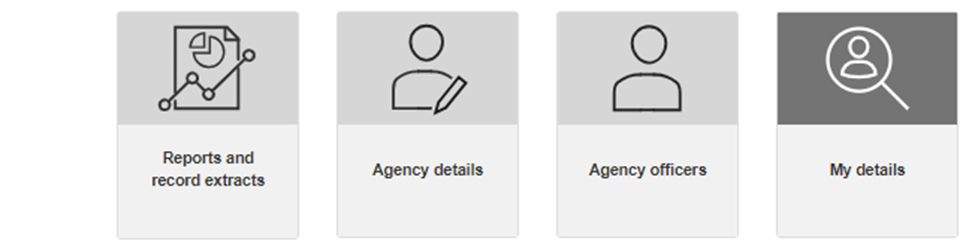 Reports and
record extracts
Agency details
Agency officers
My details